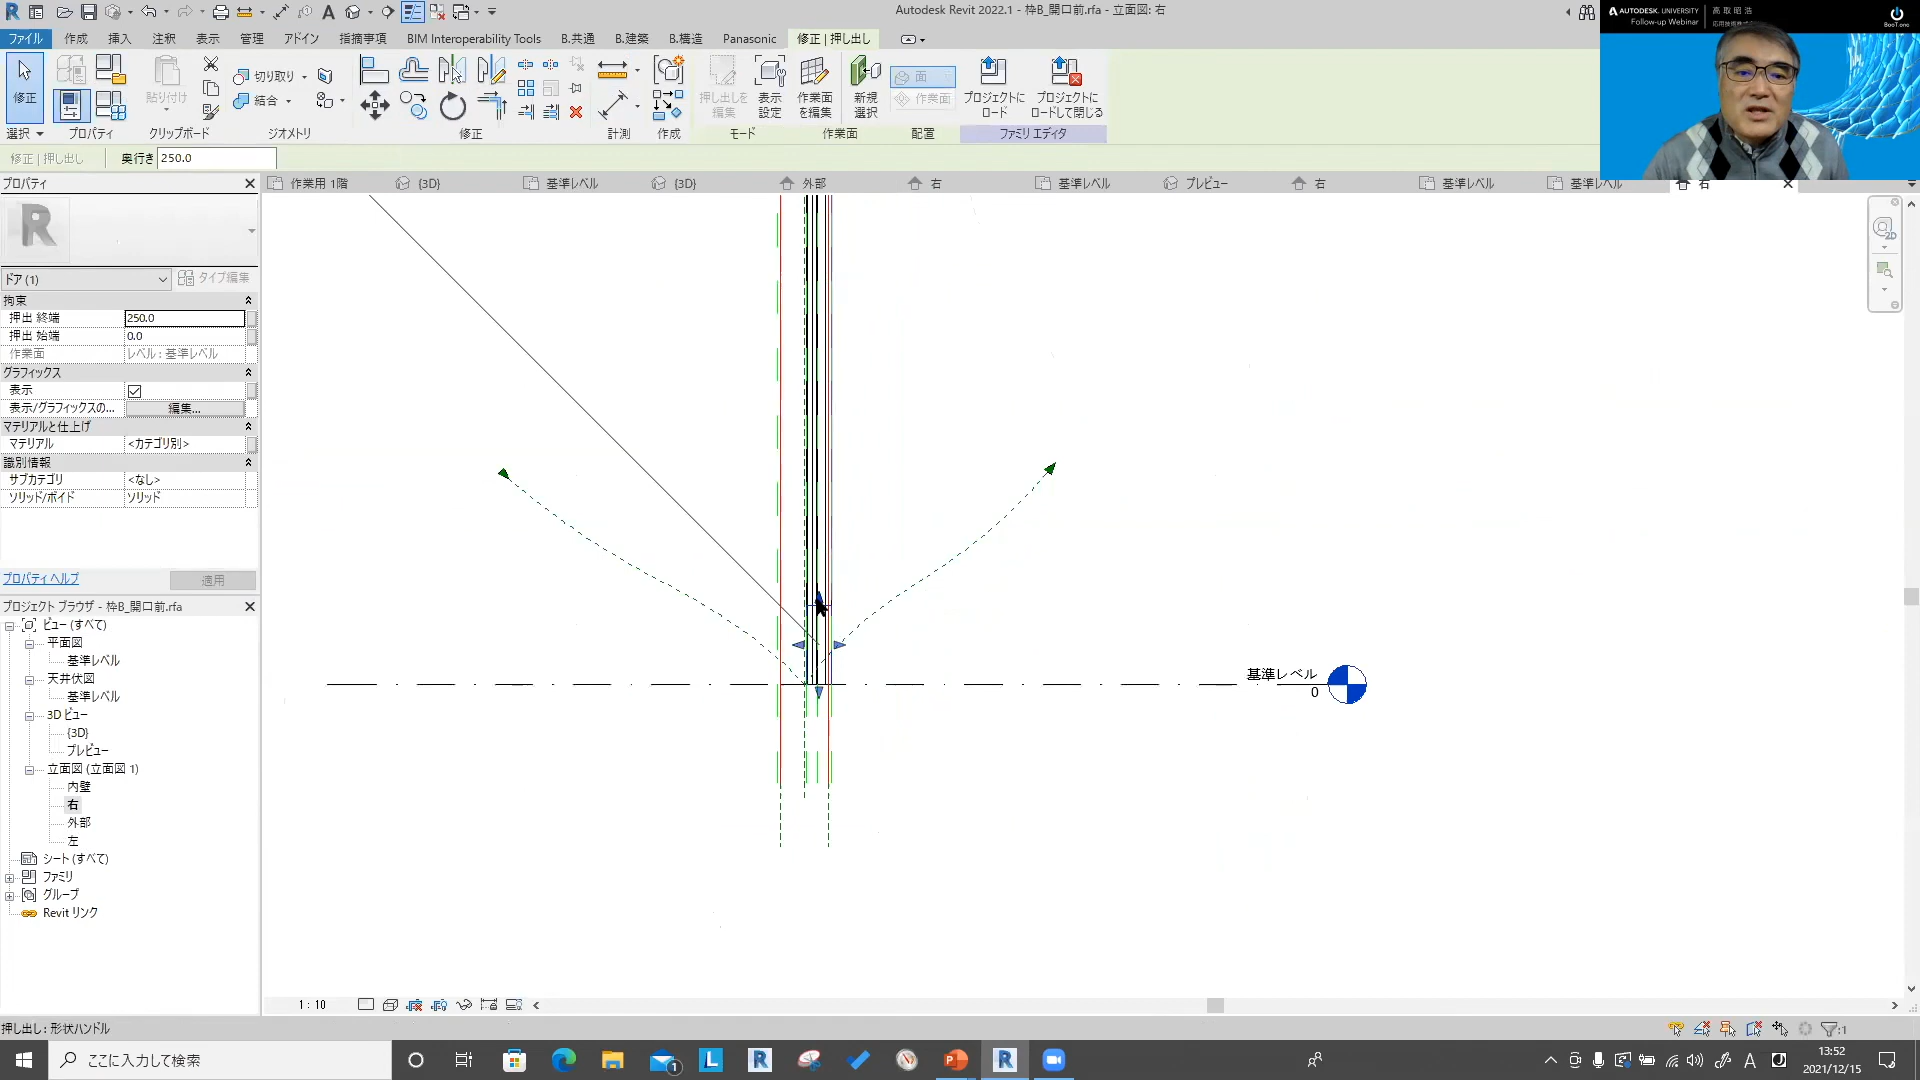 Autodesk Revit 2022.1 - 枠B_開口前.rfa - 立面図: 右
AUTODESK. UNIVERSITY
Follow-up Webinar
高 取 昭 浩
BooT.one
ファイル 作成 挿入 注釈 表示 管理 アドイン 指摘事項 BIM Interoperability Tools B.共通 B.建築 B.構造 Panasonic 修正 | 押し出し
修正
貼り付け
切り取り
結合
押し出しを
編集
表示
設定
作業面
を編集
新規
選択
面
作業面
プロジェクトに
ロード
プロジェクトに
ロードして閉じる
選択 プロパティ クリップボード ジオメトリ 修正 計測 作成 モード 作業面 配置 ファミリ エディタ
修正 | 押し出し 奥行き 250.0
プロパティ
作業用 1階 {3D} 基準レベル {3D} 外部 右 基準レベル プレビュー 右 基準レベル 基準レベル 右
R
ドア (1) タイプ編集
拘束
押出 終端 250.0
押出 始端 0.0
作業面 レベル : 基準レベル
グラフィックス
表示
表示/グラフィックスの... 編集...
マテリアルと仕上げ
マテリアル <カテゴリ別>
識別情報
サブカテゴリ <なし>
ソリッド/ボイド ソリッド
プロパティ ヘルプ 適用
プロジェクト ブラウザ - 枠B_開口前.rfa
ビュー (すべて)
平面図
基準レベル
天井伏図
基準レベル
3D ビュー
{3D}
プレビュー
立面図 (立面図 1)
内壁
右
外部
左
シート (すべて)
ファミリ
グループ
Revit リンク
基準レベル
0
2D
1 : 10
押し出し : 形状ハンドル
:1
ここに入力して検索
13:52
2021/12/15